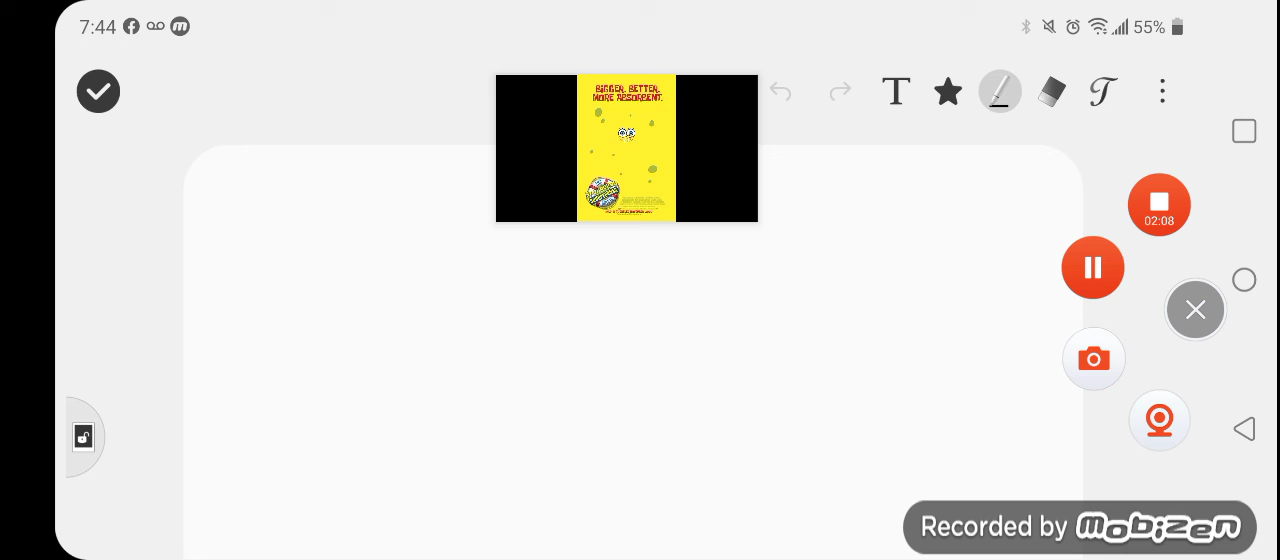 7:44
55%
BIGGER. BETTER.
MORE ABSORBENT.
T
T
02:08
Recorded by mobizen